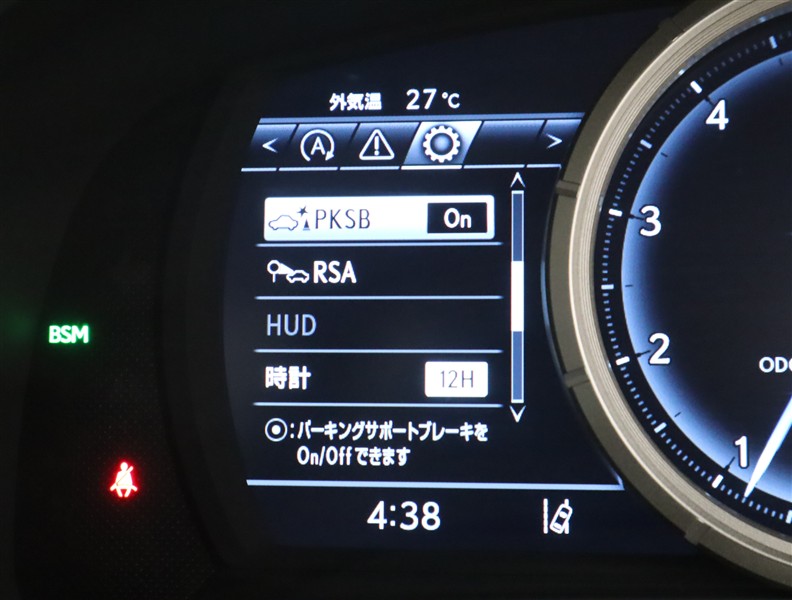 外気温 27℃
< A >
PKSB On
RSA
HUD
時計 12H
◉:パーキングサポートブレーキを
On/Offできます
4:38
BSM
4
3
2
1
ODO